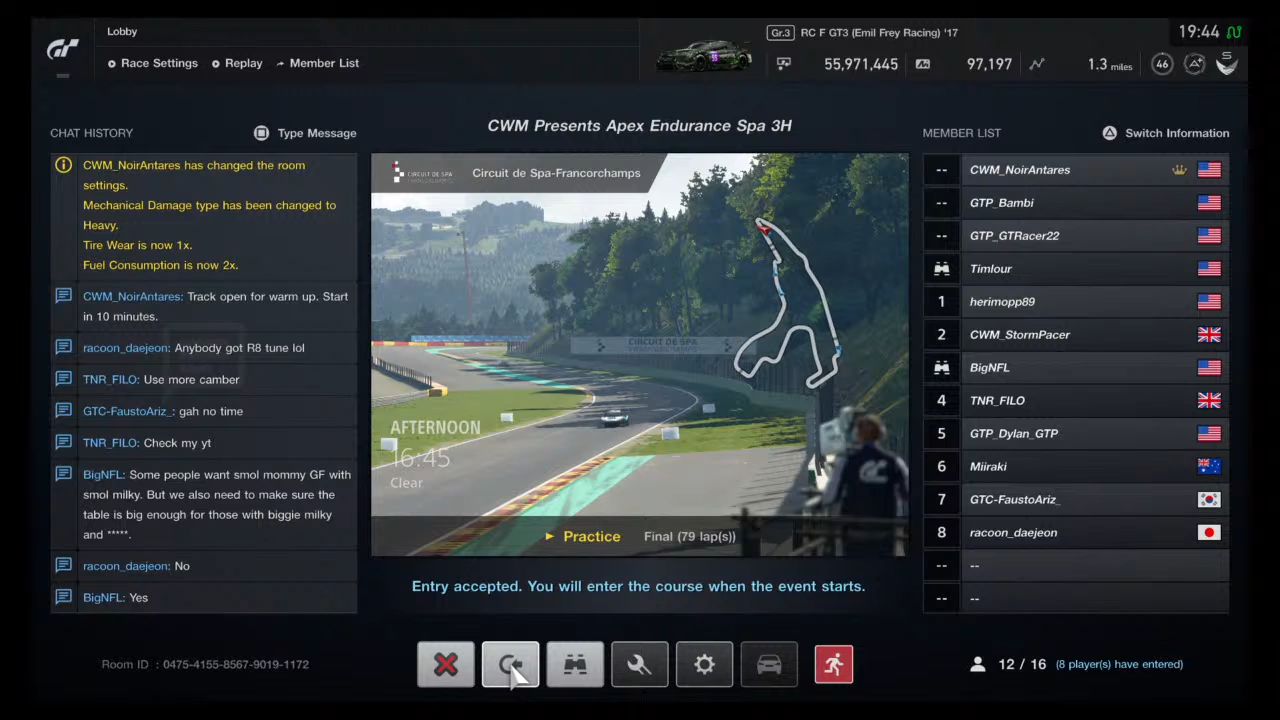 Lobby
Race Settings
Replay
Member List
Gr.3
RC F GT3 (Emil Frey Racing) '17
19:44
55,971,445
97,197
1.3 miles
46
S
CHAT HISTORY
Type Message
CWM_NoirAntares has changed the room
settings.
Mechanical Damage type has been changed to
Heavy.
Tire Wear is now 1x.
Fuel Consumption is now 2x.
CWM_NoirAntares: Track open for warm up. Start
in 10 minutes.
racoon_daejeon: Anybody got R8 tune lol
TNR_FILO: Use more camber
GTC-FaustoAriz_: gah no time
TNR_FILO: Check my yt
BigNFL: Some people want smol mommy GF with
smol milky. But we also need to make sure the
table is big enough for those with biggie milky
and *****.
racoon_daejeon: No
BigNFL: Yes
Room ID : 0475-4155-8567-9019-1172
CWM Presents Apex Endurance Spa 3H
CIRCUIT DE SPA
FRANCORCHAMPS
Circuit de Spa-Francorchamps
CIRCUIT DE SPA
AFTERNOON
16:45
Clear
Practice
Final (79 lap(s))
Entry accepted. You will enter the course when the event starts.
MEMBER LIST
Switch Information
-- CWM_NoirAntares
-- GTP_Bambi
-- GTP_GTRacer22
Timlour
1 herimopp89
2 CWM_StormPacer
BigNFL
4 TNR_FILO
5 GTP_Dylan_GTP
6 Miiraki
7 GTC-FaustoAriz_
8 racoon_daejeon
-- --
-- --
12 / 16 (8 player(s) have entered)